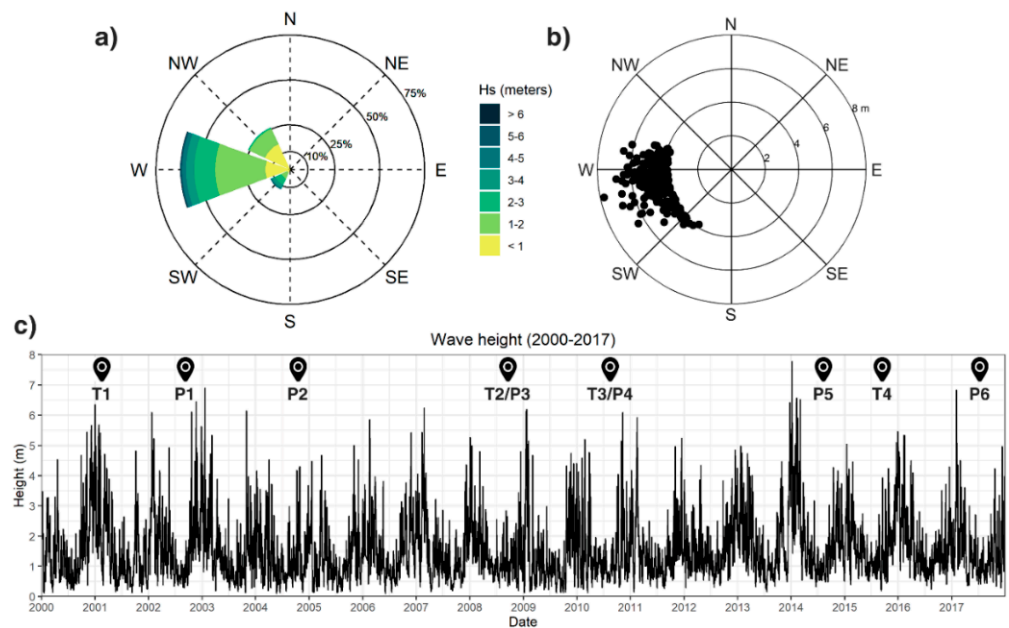 a)
N
NW
NE
75%
50%
25%
10%
W
E
SW
SE
S
Hs (meters)
> 6
5-6
4-5
3-4
2-3
1-2
< 1
b)
N
NW
NE
8 m
6
4
2
W
E
SW
SE
S
c)
Wave height (2000-2017)
T1 P1 P2 T2/P3 T3/P4 P5 T4 P6
Height (m)
8
7
6
5
4
3
2
1
0
2000 2001 2002 2003 2004 2005 2006 2007 2008 2009 2010 2011 2012 2013 2014 2015 2016 2017
Date